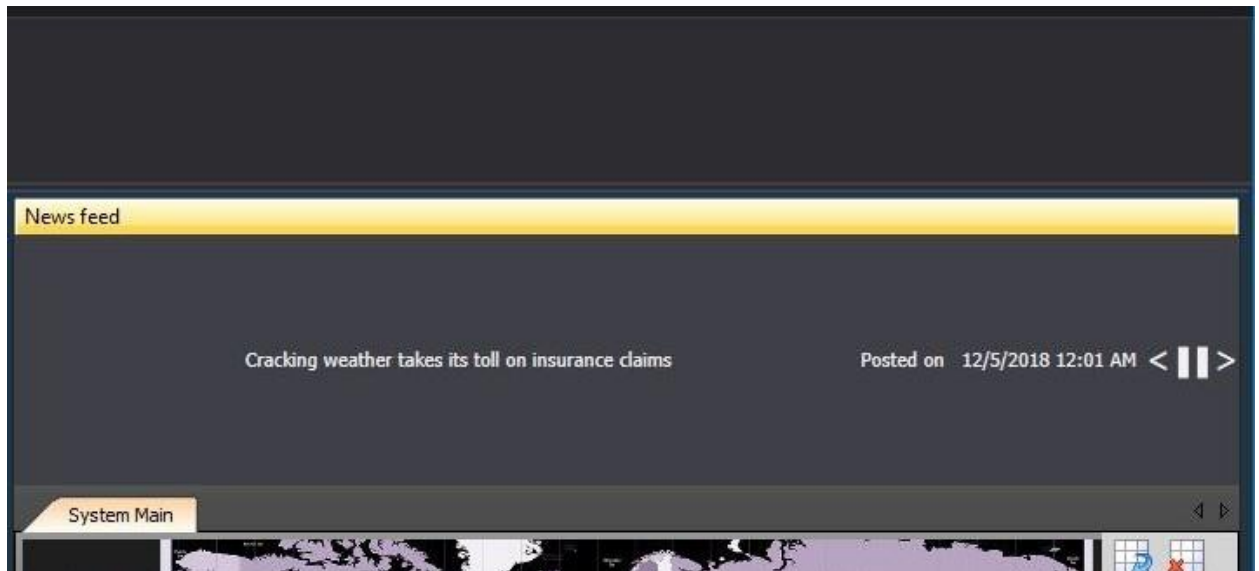 News feed
Cracking weather takes its toll on insurance claims Posted on 12/5/2018 12:01 AM < >
System Main